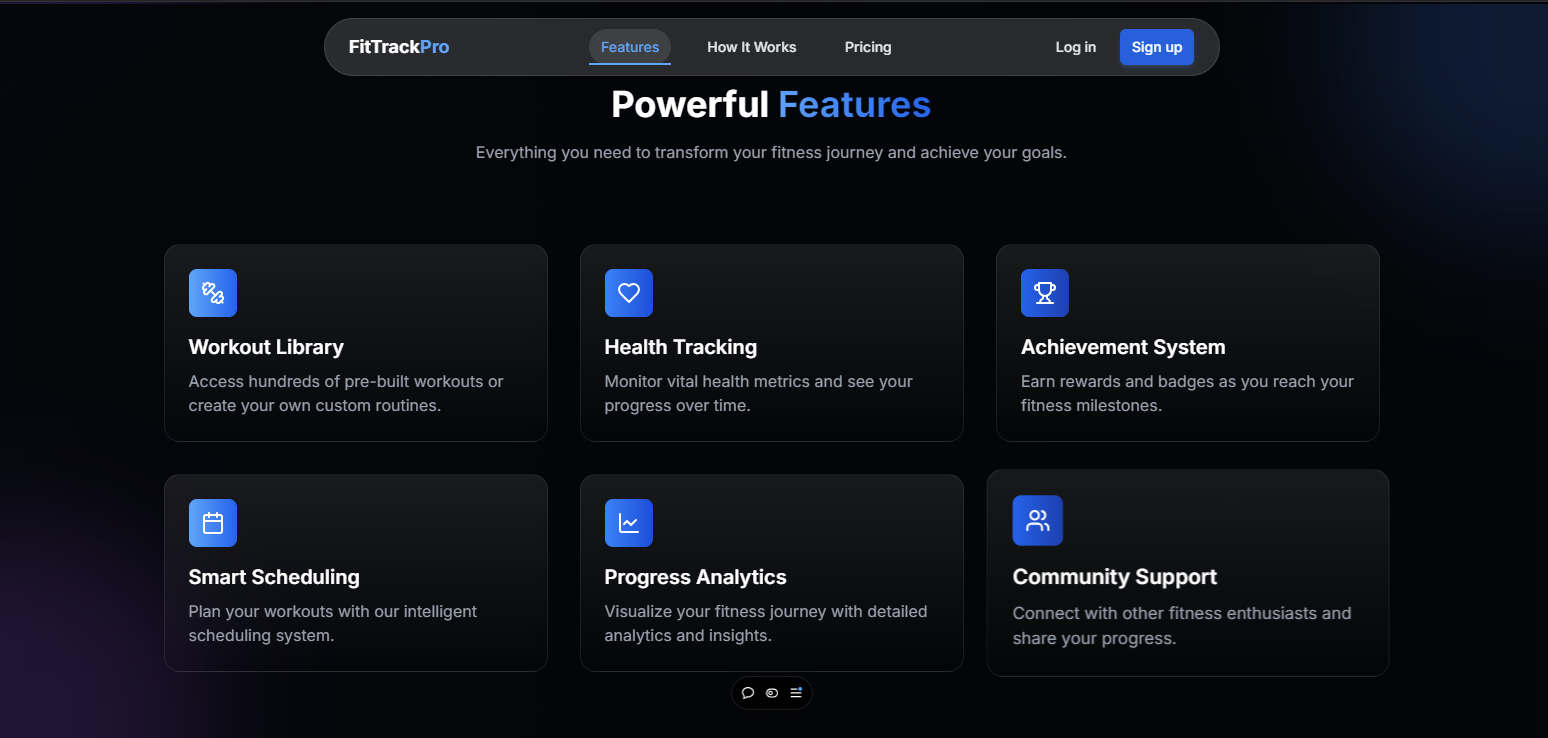 FitTrackPro
Features
How It Works
Pricing
Log in
Sign up
Powerful Features
Everything you need to transform your fitness journey and achieve your goals.
Workout Library
Access hundreds of pre-built workouts or
create your own custom routines.
Health Tracking
Monitor vital health metrics and see your
progress over time.
Achievement System
Earn rewards and badges as you reach your
fitness milestones.
Smart Scheduling
Plan your workouts with our intelligent
scheduling system.
Progress Analytics
Visualize your fitness journey with detailed
analytics and insights.
Community Support
Connect with other fitness enthusiasts and
share your progress.